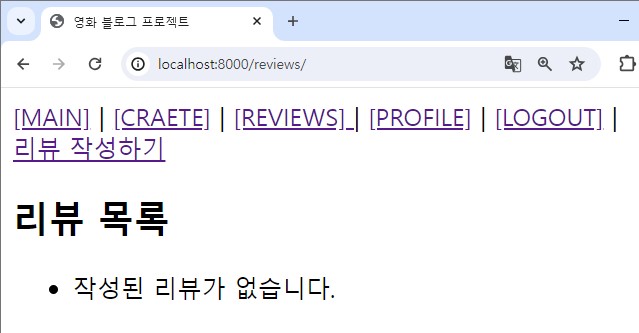 영화 블로그 프로젝트
localhost:8000/reviews/
[MAIN] | [CRAETE] | [REVIEWS] | [PROFILE] | [LOGOUT] |
리뷰 작성하기
리뷰 목록
• 작성된 리뷰가 없습니다.